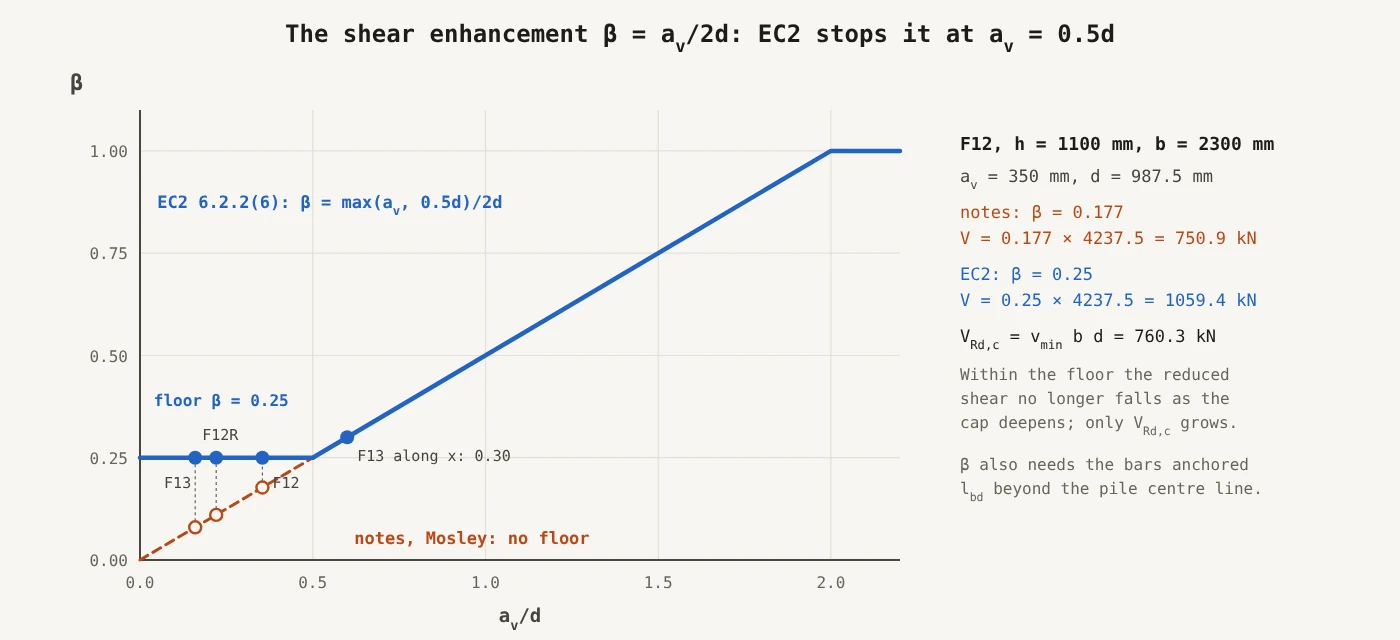 The shear enhancement β = av/2d: EC2 stops it at av = 0.5d
β
1.00
0.75
0.50
0.25
0.00
EC2 6.2.2(6): β = max(av, 0.5d)/2d
floor β = 0.25
F12R
F13 along x: 0.30
F13
F12
notes, Mosley: no floor
0.0
0.5
1.0
1.5
2.0
av/d
F12, h = 1100 mm, b = 2300 mm
av = 350 mm, d = 987.5 mm
notes: β = 0.177
V = 0.177 × 4237.5 = 750.9 kN
EC2: β = 0.25
V = 0.25 × 4237.5 = 1059.4 kN
VRd,c = vmin b d = 760.3 kN
Within the floor the reduced
shear no longer falls as the
cap deepens; only VRd,c grows.
β also needs the bars anchored
lbd beyond the pile centre line.